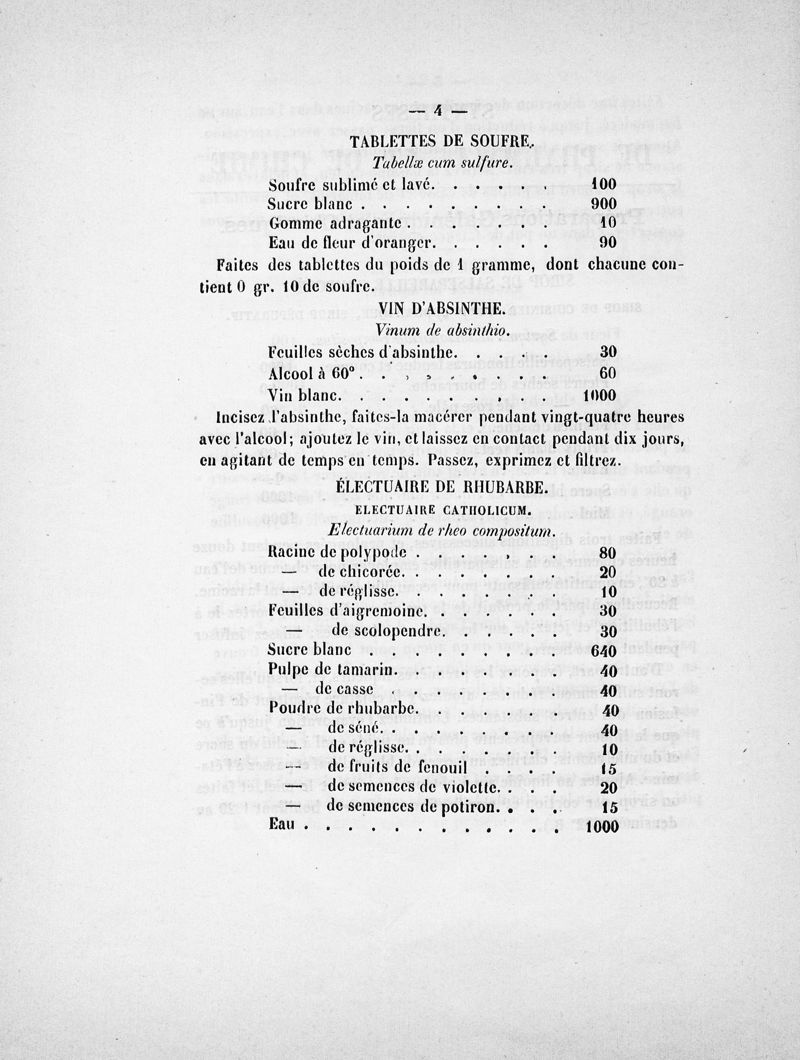 — 4 —
TABLETTES DE SOUFRE.
Tabellæ cum sulfure.
Soufre sublimé et lavé. . . . . . 100
Sucre blanc . . . . . . . . . 900
Gomme adragante . . . . . . . 10
Eau de fleur d'oranger. . . . . . 90
Faites des tablettes du poids de 1 gramme, dont chacune con-
tient 0 gr. 10 de soufre.
VIN D'ABSINTHE.
Vinum de absinthio.
Feuilles sèches d'absinthe. . . . . 30
Alcool à 60° . . . . . . . . . 60
Vin blanc. . . . . . . . . . 1000
Incisez l'absinthe, faites-la macérer pendant vingt-quatre heures
avec l'alcool; ajoutez le vin, et laissez en contact pendant dix jours,
en agitant de temps en temps. Passez, exprimez et filtrez.
ÉLECTUAIRE DE RHUBARBE.
ELECTUAIRE CATHOLICUM.
Electuarium de rheo compositum.
Racine de polypode . . . . . . . 80
— de chicorée. . . . . . . . 20
— de réglisse. . . . . . . . 10
Feuilles d'aigremoine. . . . . . . 30
— de scolopendre. . . . . . 30
Sucre blanc . . . . . . . . . 640
Pulpe de tamarin. . . . . . . . 40
— de casse . . . . . . . . 40
Poudre de rhubarbe. . . . . . . 40
— de séné. . . . . . . . . 40
— de réglisse. . . . . . . . 10
— de fruits de fenouil . . . . 15
— de semences de violette. . . . 20
— de semences de potiron. . . . 15
Eau . . . . . . . . . . . . 1000